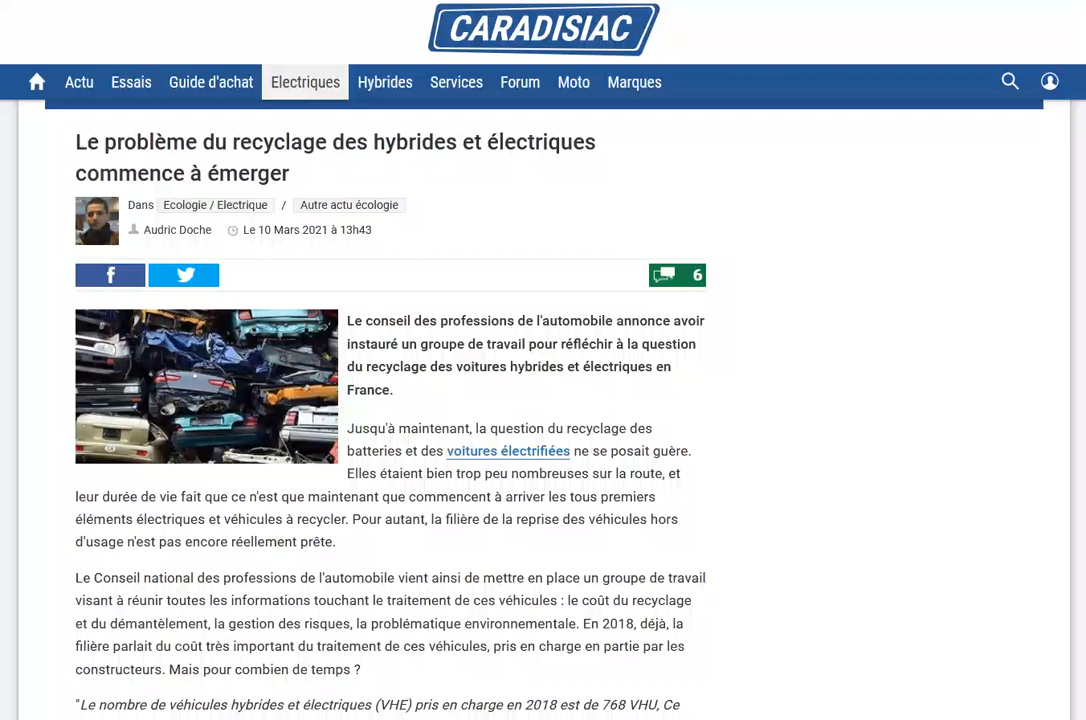 CARADISIAC
Actu Essais Guide d'achat Electriques Hybrides Services Forum Moto Marques
Le problème du recyclage des hybrides et électriques
commence à émerger
Dans Ecologie / Electrique / Autre actu écologie
Audric Doche Le 10 Mars 2021 à 13h43
6
Le conseil des professions de l'automobile annonce avoir
instauré un groupe de travail pour réfléchir à la question
du recyclage des voitures hybrides et électriques en
France.
Jusqu'à maintenant, la question du recyclage des
batteries et des voitures électrifiées ne se posait guère.
Elles étaient bien trop peu nombreuses sur la route, et
leur durée de vie fait que ce n'est que maintenant que commencent à arriver les tous premiers
éléments électriques et véhicules à recycler. Pour autant, la filière de la reprise des véhicules hors
d'usage n'est pas encore réellement prête.
Le Conseil national des professions de l'automobile vient ainsi de mettre en place un groupe de travail
visant à réunir toutes les informations touchant le traitement de ces véhicules : le coût du recyclage
et du démantèlement, la gestion des risques, la problématique environnementale. En 2018, déjà, la
filière parlait du coût très important du traitement de ces véhicules, pris en charge en partie par les
constructeurs. Mais pour combien de temps ?
"Le nombre de véhicules hybrides et électriques (VHE) pris en charge en 2018 est de 768 VHU, Ce